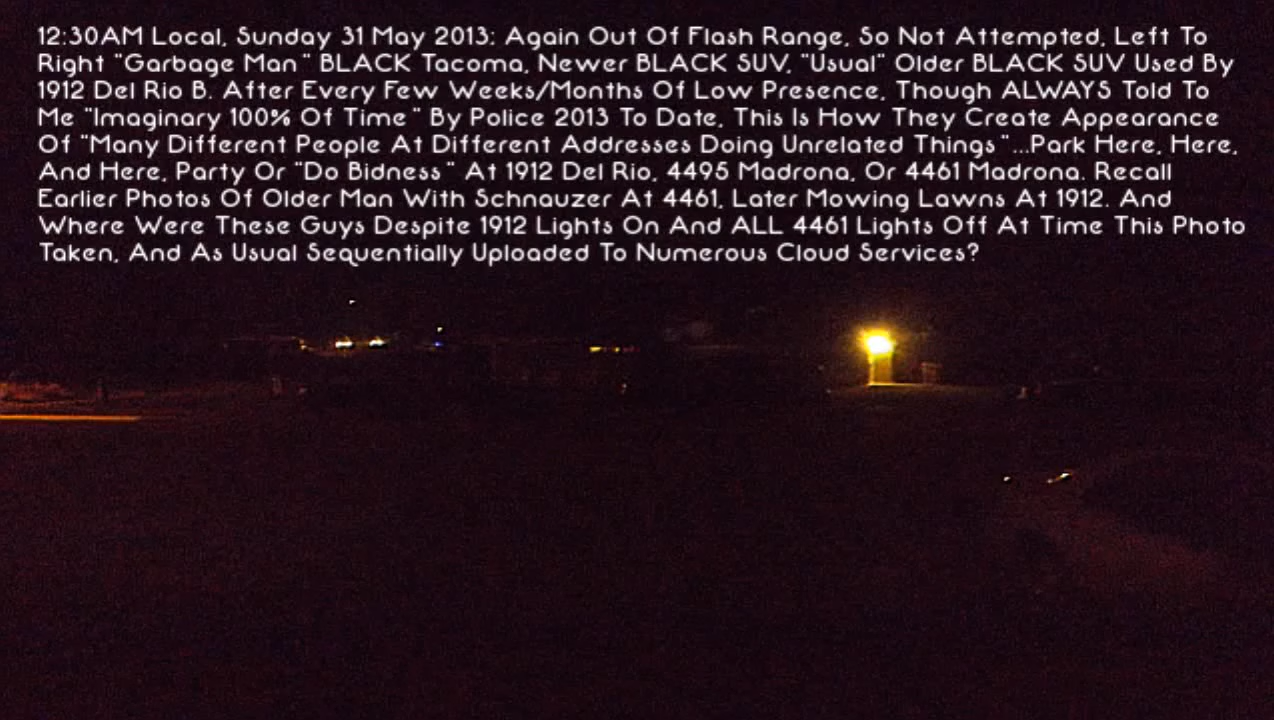 12:30AM Local, Sunday 31 May 2013: Again Out Of Flash Range, So Not Attempted, Left To
Right "Garbage Man" BLACK Tacoma, Newer BLACK SUV, "Usual" Older BLACK SUV Used By
1912 Del Rio B. After Every Few Weeks/Months Of Low Presence, Though ALWAYS Told To
Me "Imaginary 100% Of Time" By Police 2013 To Date, This Is How They Create Appearance
Of "Many Different People At Different Addresses Doing Unrelated Things"...Park Here, Here,
And Here, Party Or "Do Bidness" At 1912 Del Rio, 4495 Madrona, Or 4461 Madrona. Recall
Earlier Photos Of Older Man With Schnauzer At 4461, Later Mowing Lawns At 1912. And
Where Were These Guys Despite 1912 Lights On And ALL 4461 Lights Off At Time This Photo
Taken, And As Usual Sequentially Uploaded To Numerous Cloud Services?